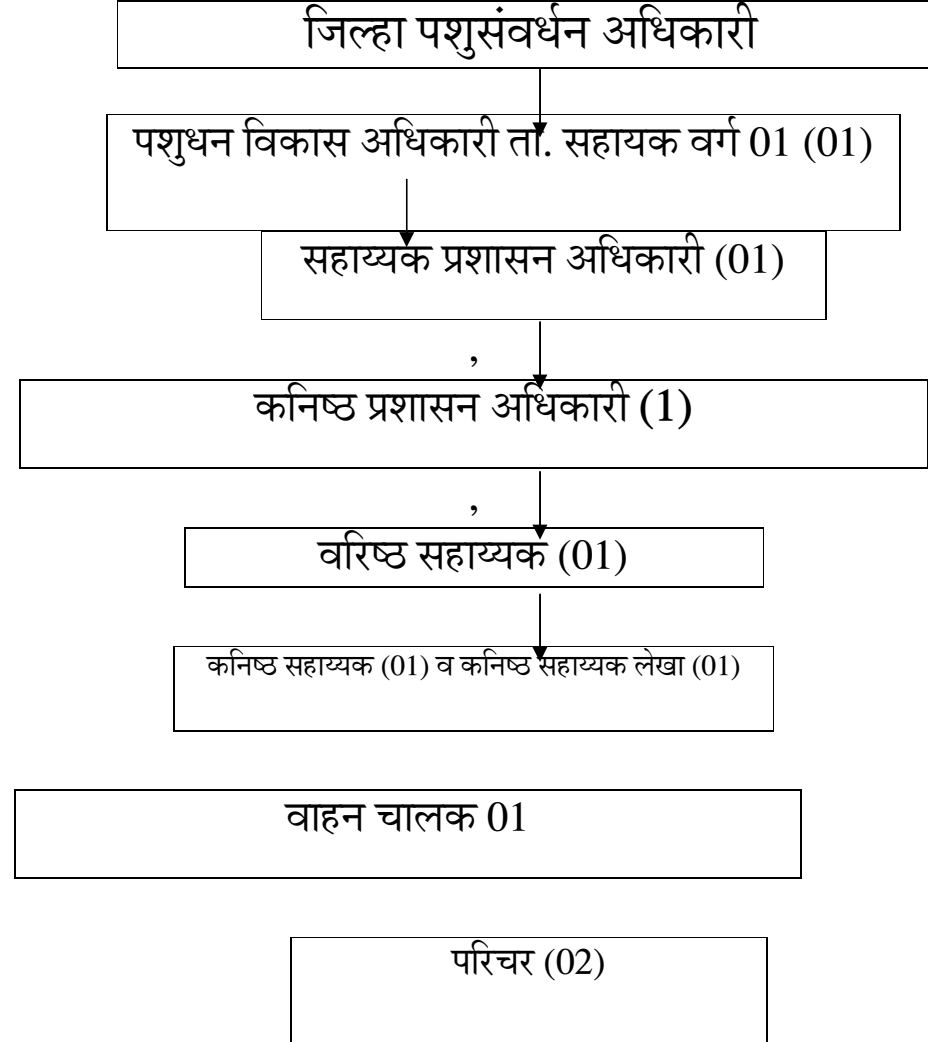 जिल्हा पशुसंवर्धन अधिकारी
पशुधन विकास अधिकारी तां. सहायक वर्ग 01 (01)
सहाय्यक प्रशासन अधिकारी (01)
,
कनिष्ठ प्रशासन अधिकारी (1)
,
वरिष्ठ सहाय्यक (01)
कनिष्ठ सहाय्यक (01) व कनिष्ठ सहाय्यक लेखा (01)
वाहन चालक 01
परिचर (02)